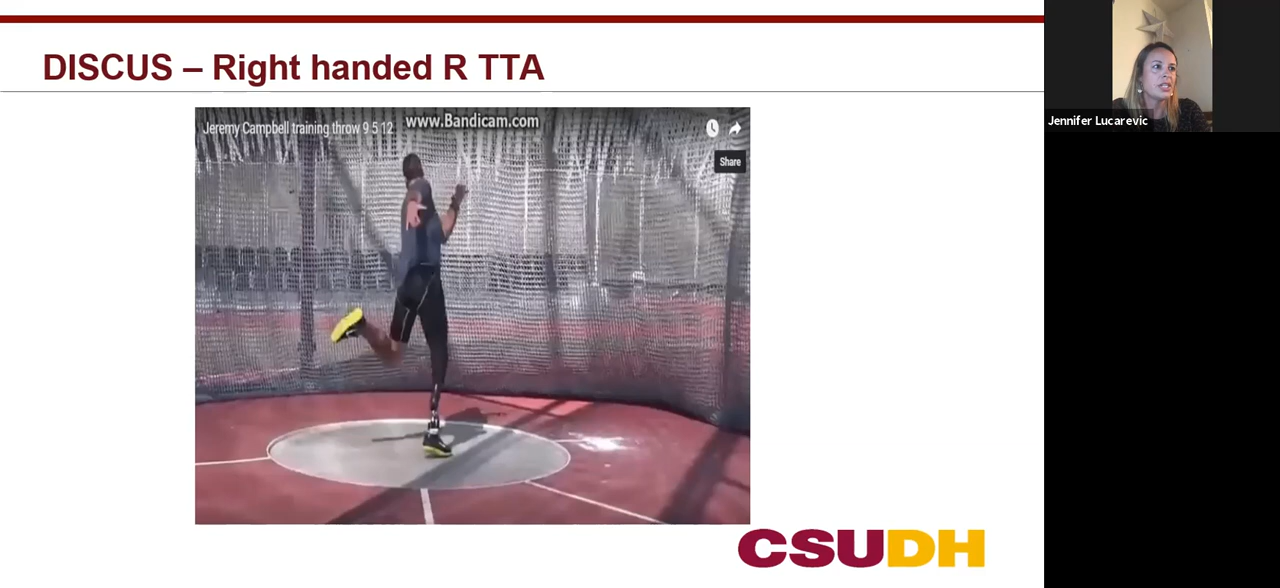 DISCUS – Right handed R TTA
Jeremy Campbell training throw 9 5 12
www.Bandicam.com
Share
Jennifer Lucarevic
CSUDH